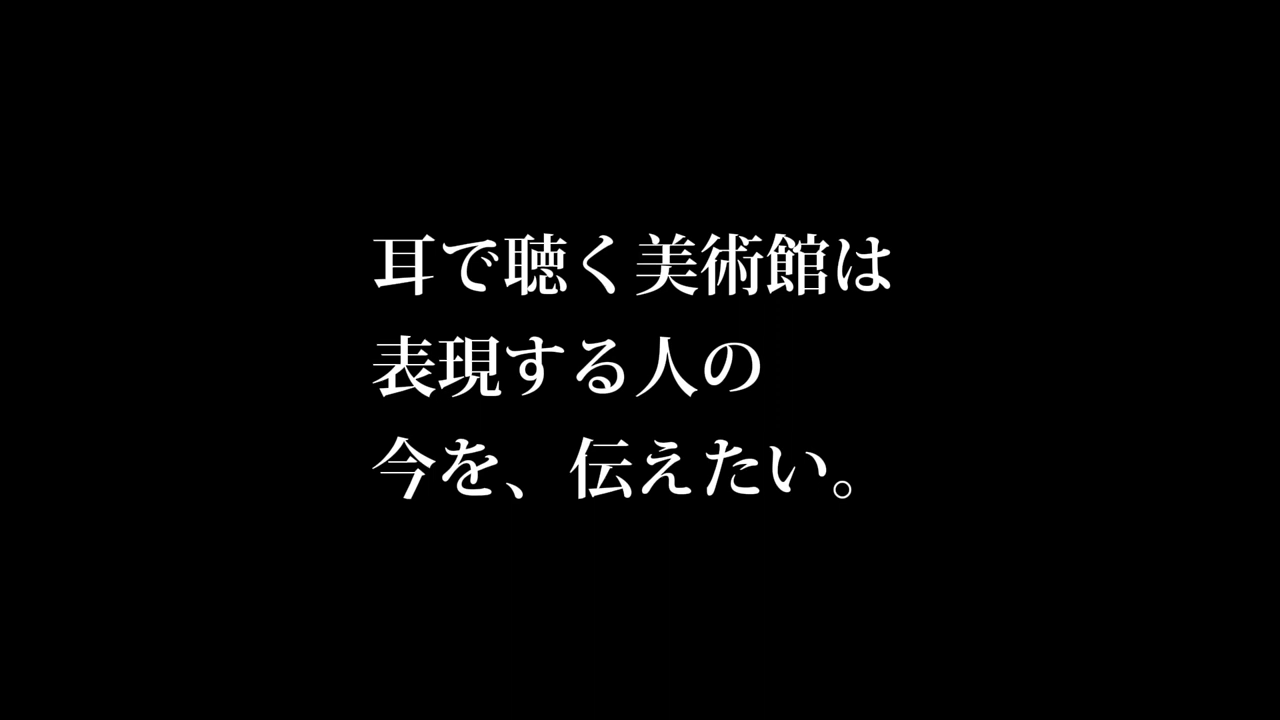 耳で聴く美術館は
表現する人の
今を、伝えたい。